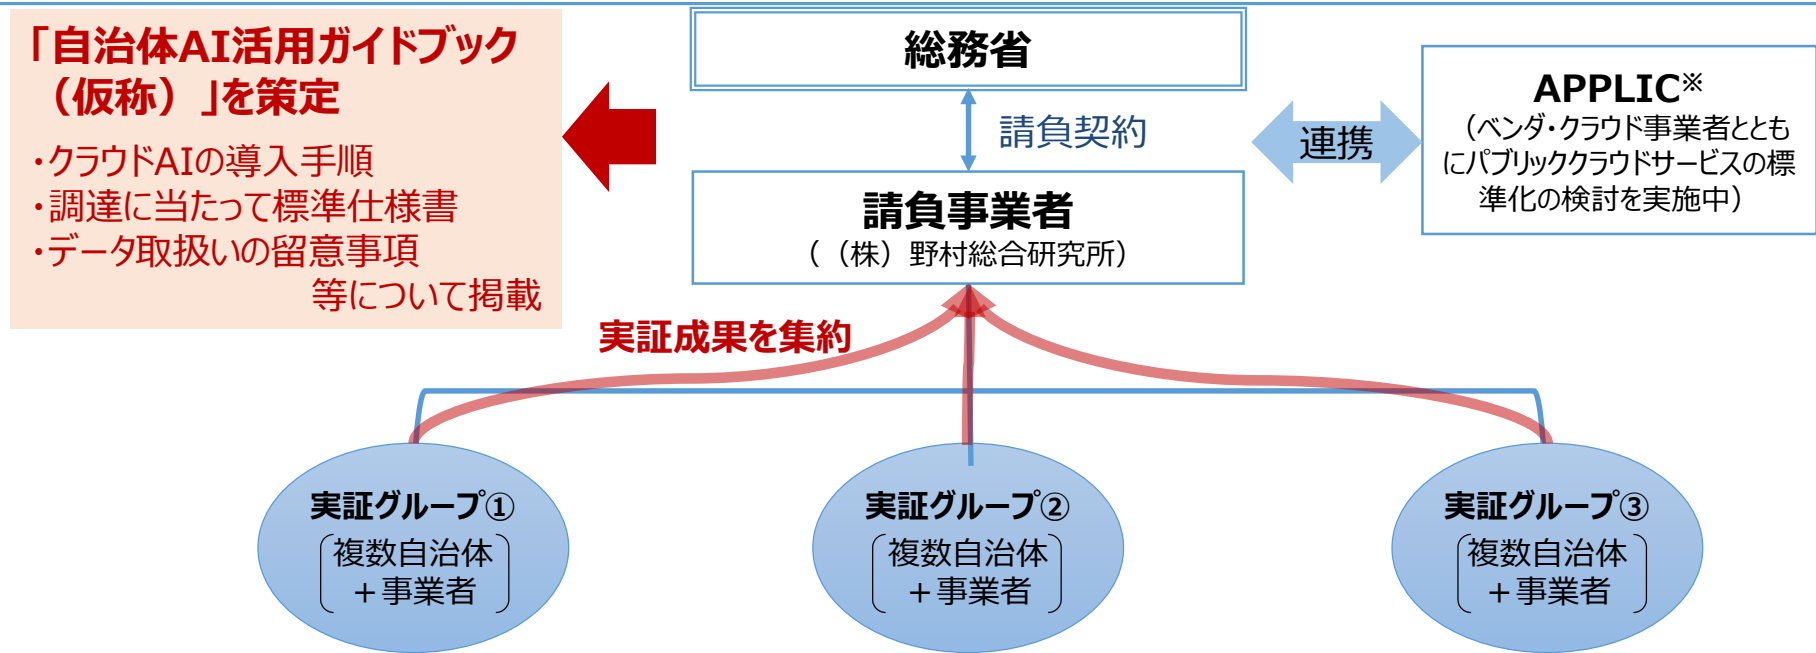 「自治体AI活用ガイドブック
（仮称）」を策定
・クラウドAIの導入手順
・調達に当たって標準仕様書
・データ取扱いの留意事項
等について掲載
総務省
請負契約
請負事業者
（（株）野村総合研究所）
連携
APPLIC※
（ベンダ・クラウド事業者ととも
にパブリッククラウドサービスの標
準化の検討を実施中）
実証成果を集約
実証グループ①
複数自治体
＋事業者
実証グループ②
複数自治体
＋事業者
実証グループ③
複数自治体
＋事業者